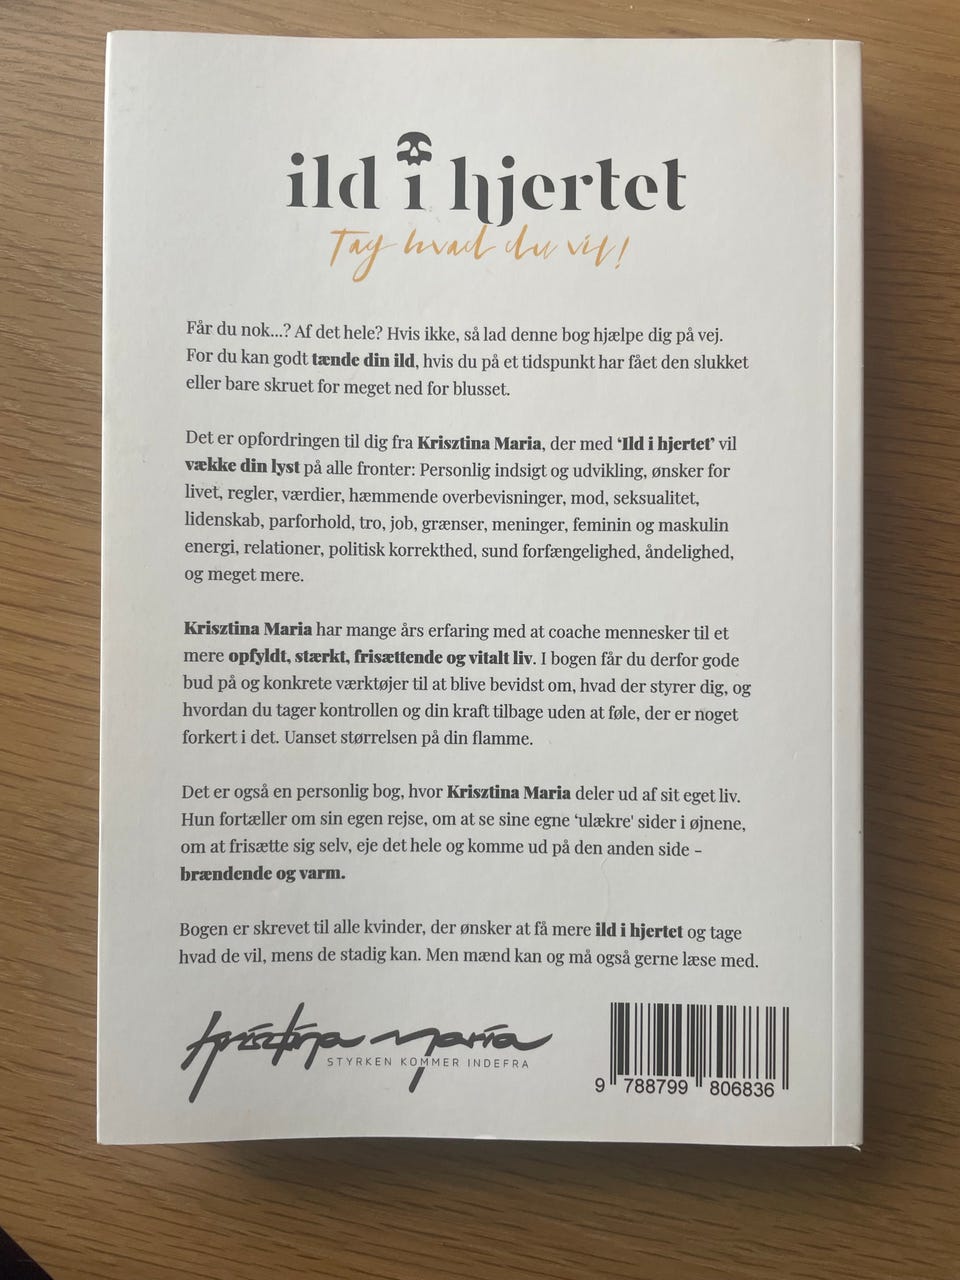 ild i hjertet
Tag hvad du vil!
Får du nok...? Af det hele? Hvis ikke, så lad denne bog hjælpe dig på vej.
For du kan godt tænde din ild, hvis du på et tidspunkt har fået den slukket
eller bare skruet for meget ned for blusset.
Det er opfordringen til dig fra Krisztina Maria, der med ‘Ild i hjertet’ vil
vække din lyst på alle fronter: Personlig indsigt og udvikling, ønsker for
livet, regler, værdier, hæmmende overbevisninger, mod, seksualitet,
lidenskab, parforhold, tro, job, grænser, meninger, feminin og maskulin
energi, relationer, politisk korrekthed, sund forfængelighed, åndelighed,
og meget mere.
Krisztina Maria har mange års erfaring med at coache mennesker til et
mere opfyldt, stærkt, frisættende og vitalt liv. I bogen får du derfor gode
bud på og konkrete værktøjer til at blive bevidst om, hvad der styrer dig, og
hvordan du tager kontrollen og din kraft tilbage uden at føle, der er noget
forkert i det. Uanset størrelsen på din flamme.
Det er også en personlig bog, hvor Krisztina Maria deler ud af sit eget liv.
Hun fortæller om sin egen rejse, om at se sine egne ‘ulækre' sider i øjnene,
om at frisætte sig selv, eje det hele og komme ud på den anden side –
brændende og varm.
Bogen er skrevet til alle kvinder, der ønsker at få mere ild i hjertet og tage
hvad de vil, mens de stadig kan. Men mænd kan og må også gerne læse med.
Krisztina Maria
STYRKEN KOMMER INDEFRA
9 788799 806836